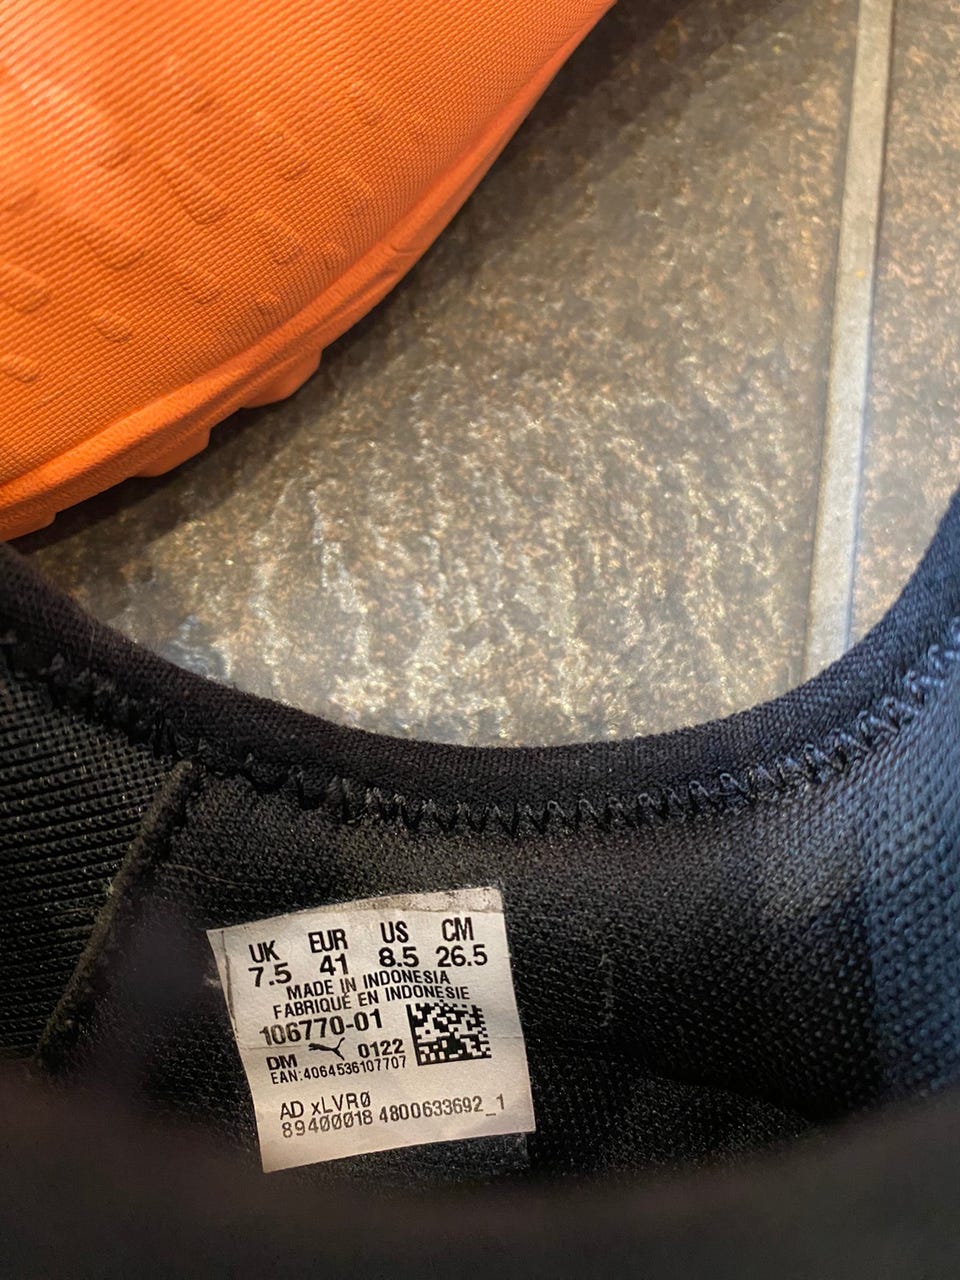 UK EUR US CM
7.5 41 8.5 26.5
MADE IN INDONESIA
FABRIQUÉ EN INDONESIE
106770-01
DM 0122
EAN:4064536107707
AD xLVRØ
894ØØØ18 4800633692_1